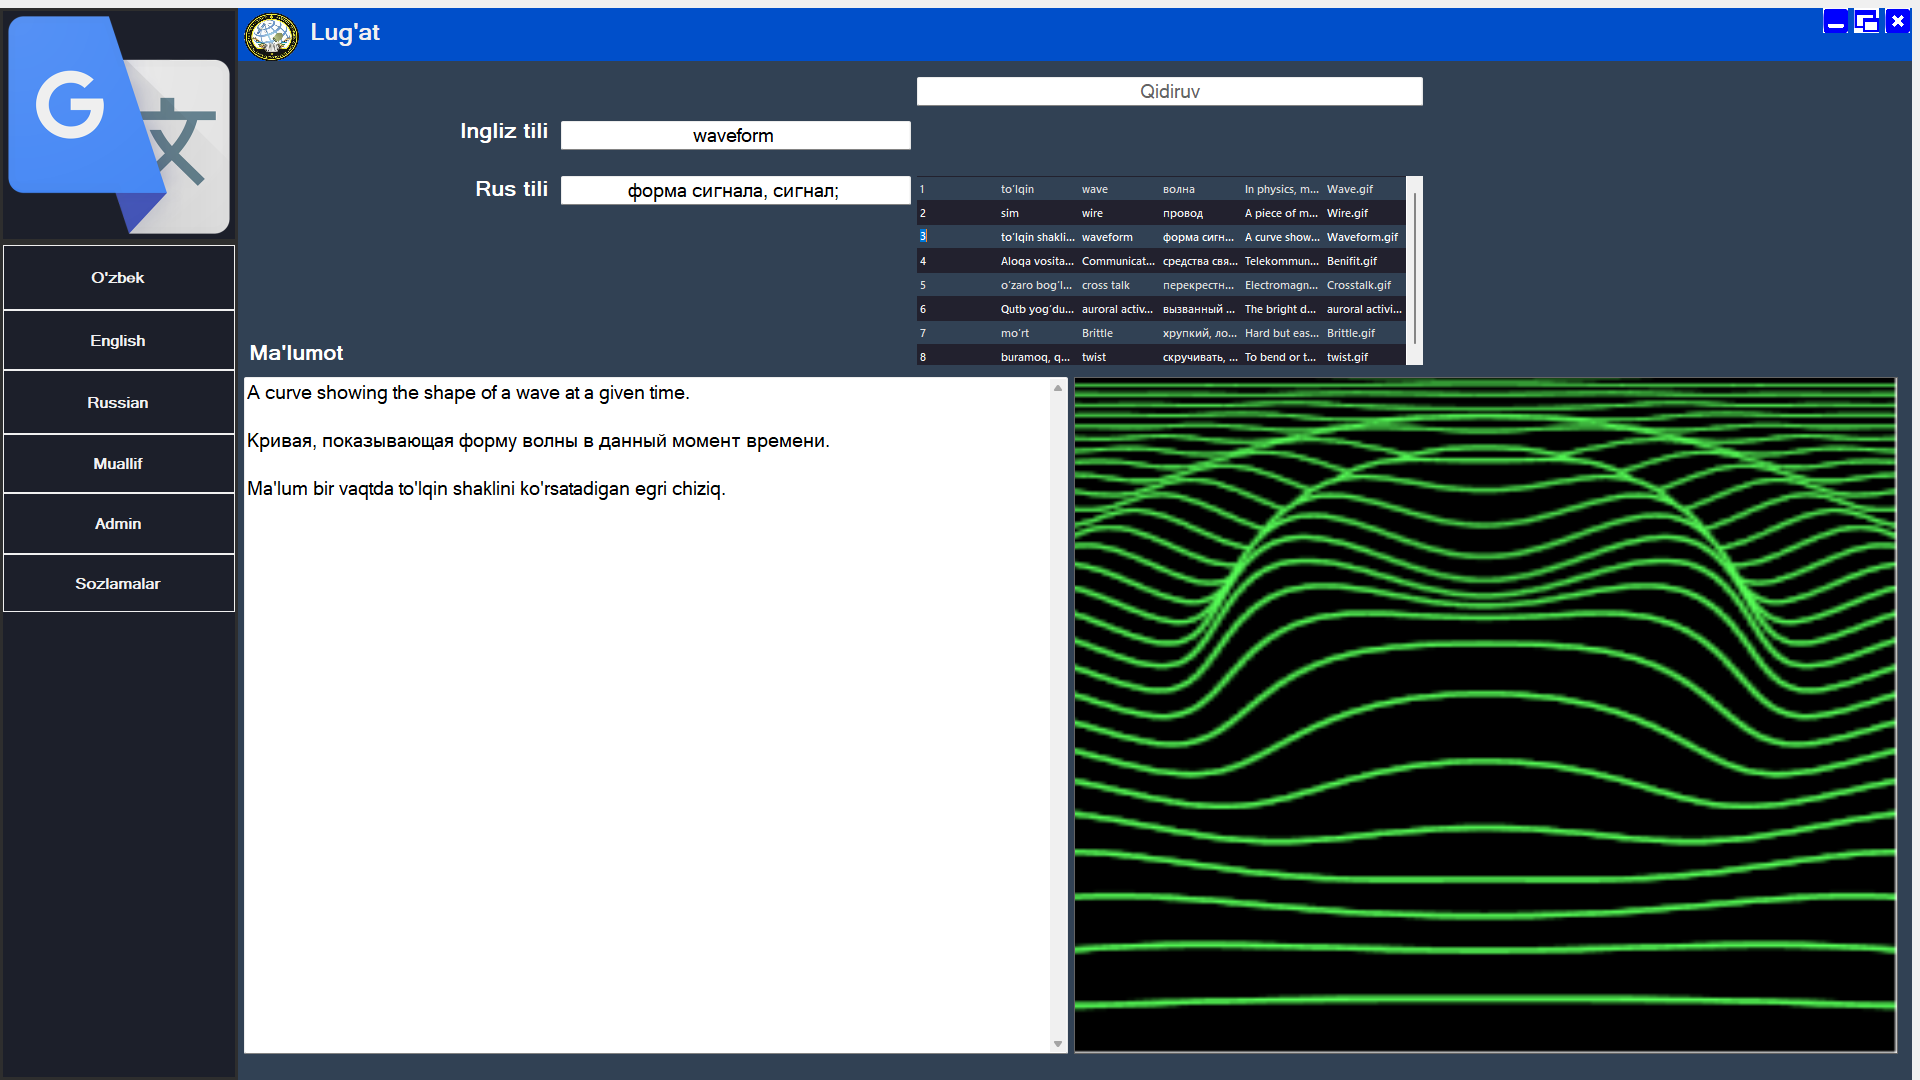 Lug'at
Qidiruv
Ingliz tili
waveform
Rus tili
форма сигнала, сигнал;
1 to'lqin wave волна In physics, m... Wave.gif
2 sim wire провод A piece of m... Wire.gif
3 to'lqin shakli... waveform форма сигн... A curve show... Waveform.gif
4 Aloqa vosita... Communicat... средства свя... Telekommun... Benifit.gif
5 o'zaro bog'l... cross talk перекрестн... Electromagn... Crosstalk.gif
6 Qutb yog'du... auroral activ... вызванный ... The bright d... auroral activi...
7 mo'rt Brittle хрупкий, ло... Hard but eas... Brittle.gif
8 buramoq, q... twist скручивать, ... To bend or t... twist.gif
G
文
O'zbek
English
Russian
Muallif
Admin
Sozlamalar
Ma'lumot
A curve showing the shape of a wave at a given time.
Кривая, показывающая форму волны в данный момент времени.
Ma'lum bir vaqtda to'lqin shaklini ko'rsatadigan egri chiziq.